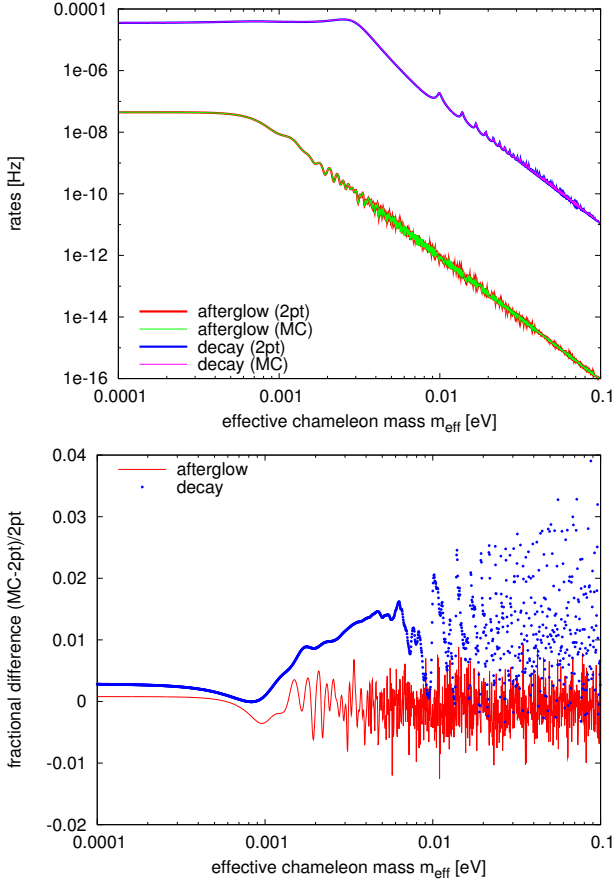 0.0001
1e-06
1e-08
1e-10
1e-12
1e-14
1e-16
rates [Hz]
afterglow (2pt)
afterglow (MC)
decay (2pt)
decay (MC)
0.0001 0.001 0.01 0.1
effective chameleon mass m_eff [eV]
0.04
0.03
0.02
0.01
0
-0.01
-0.02
fractional difference (MC-2pt)/2pt
afterglow
decay
0.0001 0.001 0.01 0.1
effective chameleon mass m_eff [eV]